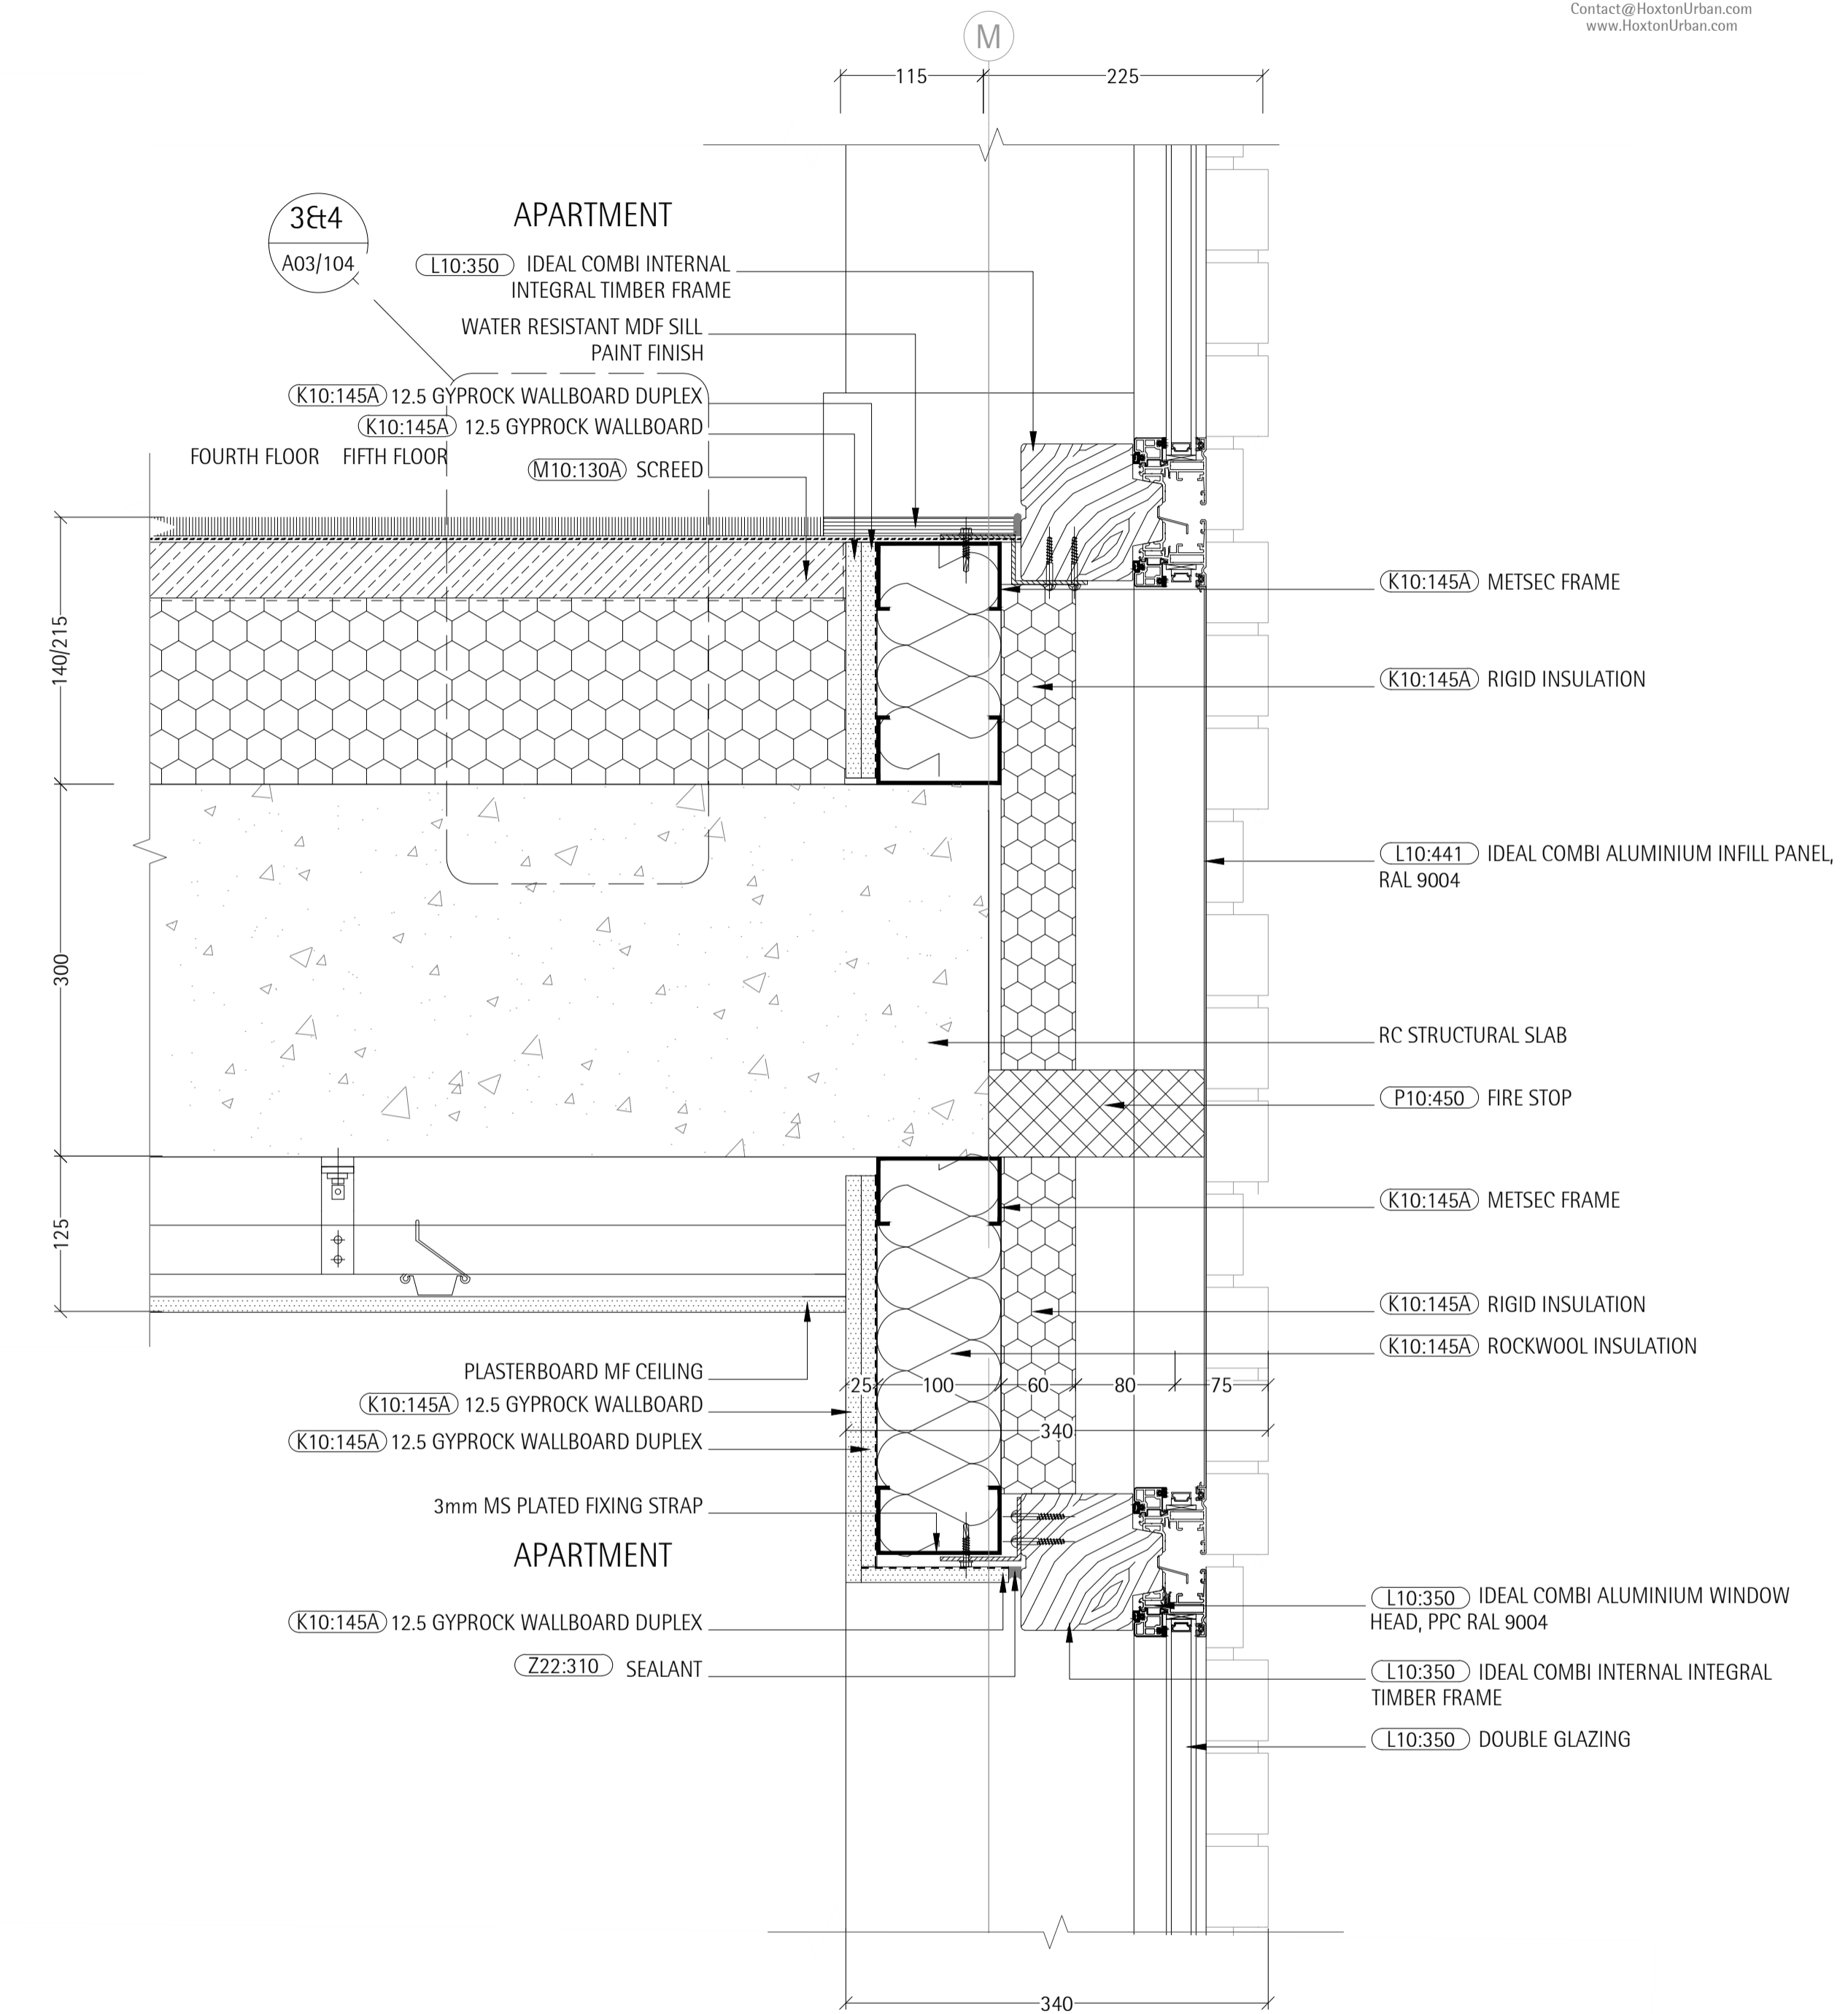 Contact@HoxtonUrban.com
www.HoxtonUrban.com
M
115
225
3&4
A03/104
APARTMENT
L10:350 IDEAL COMBI INTERNAL
INTEGRAL TIMBER FRAME
WATER RESISTANT MDF SILL
PAINT FINISH
K10:145A 12.5 GYPROCK WALLBOARD DUPLEX
K10:145A 12.5 GYPROCK WALLBOARD
FOURTH FLOOR FIFTH FLOOR
M10:130A SCREED
140/215
300
125
K10:145A METSEC FRAME
K10:145A RIGID INSULATION
L10:441 IDEAL COMBI ALUMINIUM INFILL PANEL,
RAL 9004
RC STRUCTURAL SLAB
P10:450 FIRE STOP
K10:145A METSEC FRAME
K10:145A RIGID INSULATION
K10:145A ROCKWOOL INSULATION
25 100 60 80 75
340
PLASTERBOARD MF CEILING
K10:145A 12.5 GYPROCK WALLBOARD
K10:145A 12.5 GYPROCK WALLBOARD DUPLEX
3mm MS PLATED FIXING STRAP
APARTMENT
K10:145A 12.5 GYPROCK WALLBOARD DUPLEX
Z22:310 SEALANT
L10:350 IDEAL COMBI ALUMINIUM WINDOW
HEAD, PPC RAL 9004
L10:350 IDEAL COMBI INTERNAL INTEGRAL
TIMBER FRAME
L10:350 DOUBLE GLAZING
340